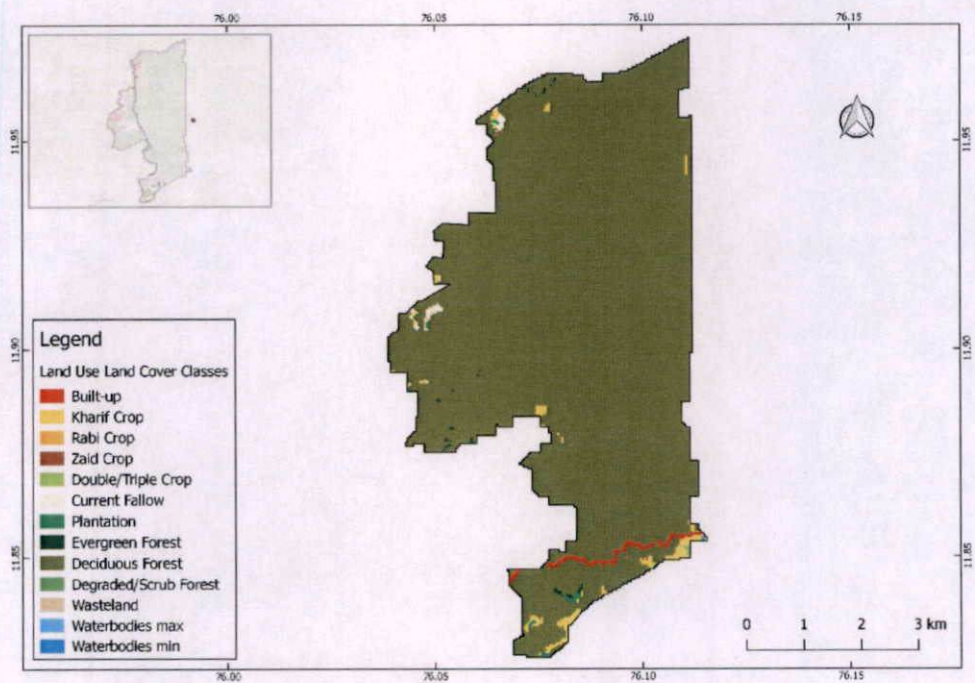 76.00 76.05 76.10 76.15
11.95 11.95
11.90 11.90
11.85 11.85
Legend
Land Use Land Cover Classes
Built-up
Kharif Crop
Rabi Crop
Zaid Crop
Double/Triple Crop
Current Fallow
Plantation
Evergreen Forest
Deciduous Forest
Degraded/Scrub Forest
Wasteland
Waterbodies max
Waterbodies min
0 1 2 3 km
76.00 76.05 76.10 76.15